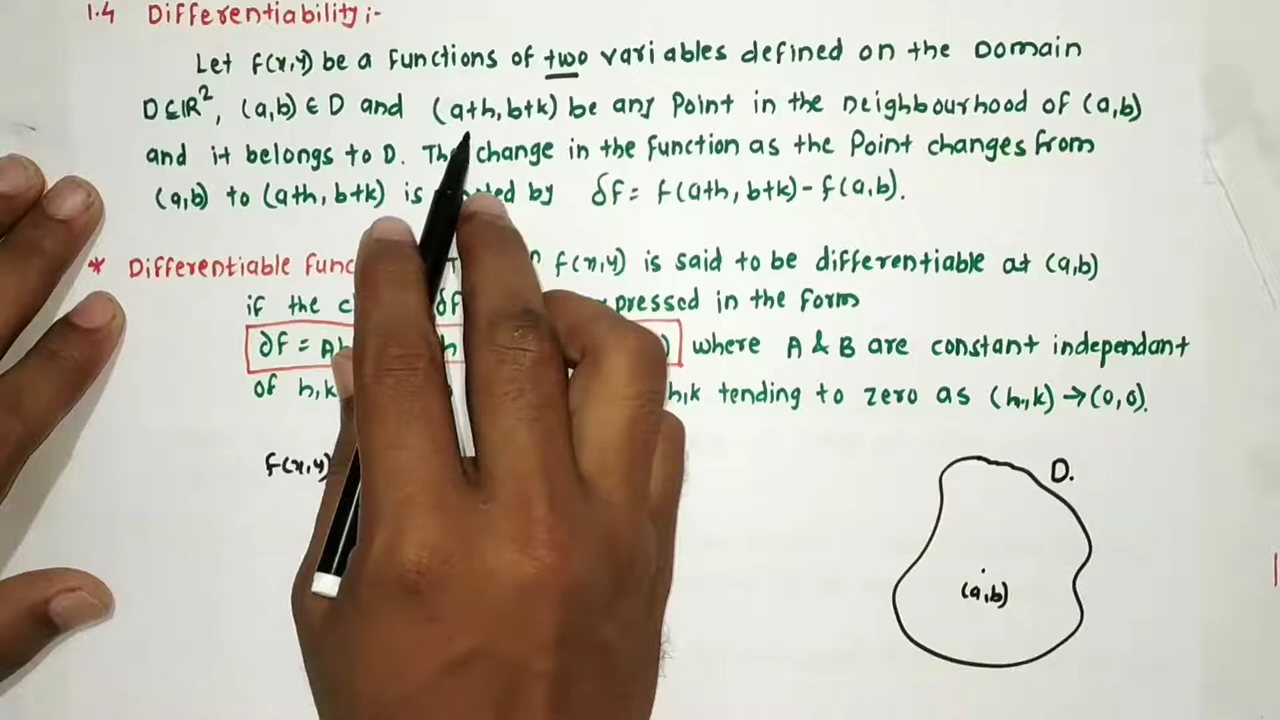 1.4 Differentiability :-
Let f(x,y) be a functions of two variables defined on the Domain
D⊆ℝ², (a,b) ∈ D and (a+h, b+k) be any Point in the neighbourhood of (a,b)
and it belongs to D. The change in the function as the Point changes from
(a,b) to (a+h, b+k) is by δf = f(a+h, b+k) - f(a,b).
* Differentiable f(x,y) is said to be differentiable at (a,b)
if the δf in the form
δf = Ah where A & B are constant independant
of h,k h,k tending to zero as (h,k) → (0,0).
f(x,y)
D.
(a,b)